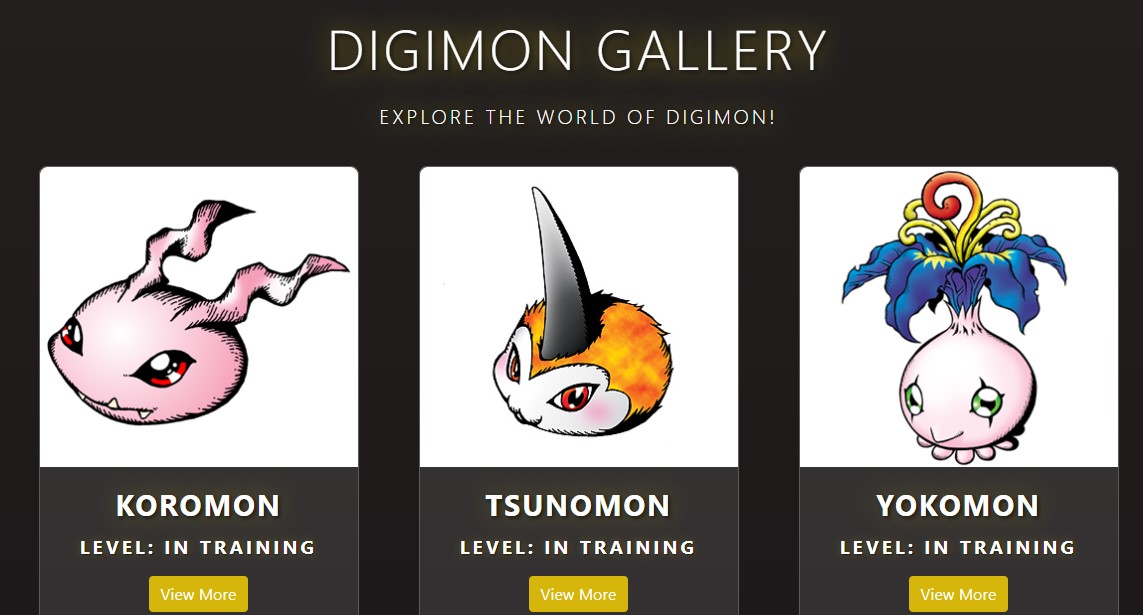 DIGIMON GALLERY
EXPLORE THE WORLD OF DIGIMON!
KOROMON
LEVEL: IN TRAINING
View More
TSUNOMON
LEVEL: IN TRAINING
View More
YOKOMON
LEVEL: IN TRAINING
View More